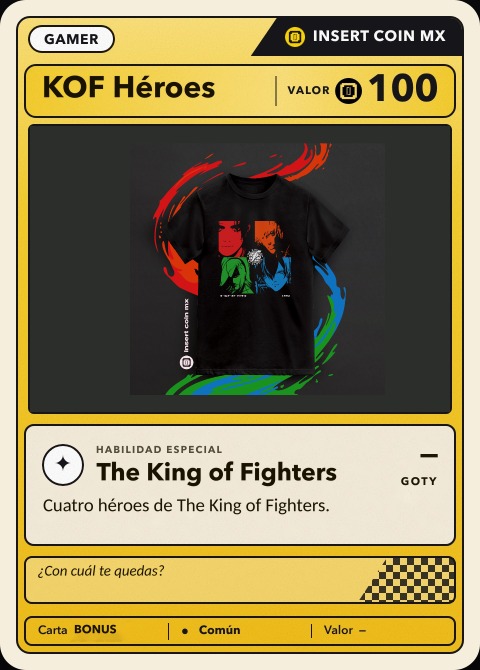 GAMER
INSERT COIN MX
KOF Héroes
VALOR 100
insert coin mx
HABILIDAD ESPECIAL
The King of Fighters
—
GOTY
Cuatro héroes de The King of Fighters.
¿Con cuál te quedas?
Carta BONUS
• Común
Valor —